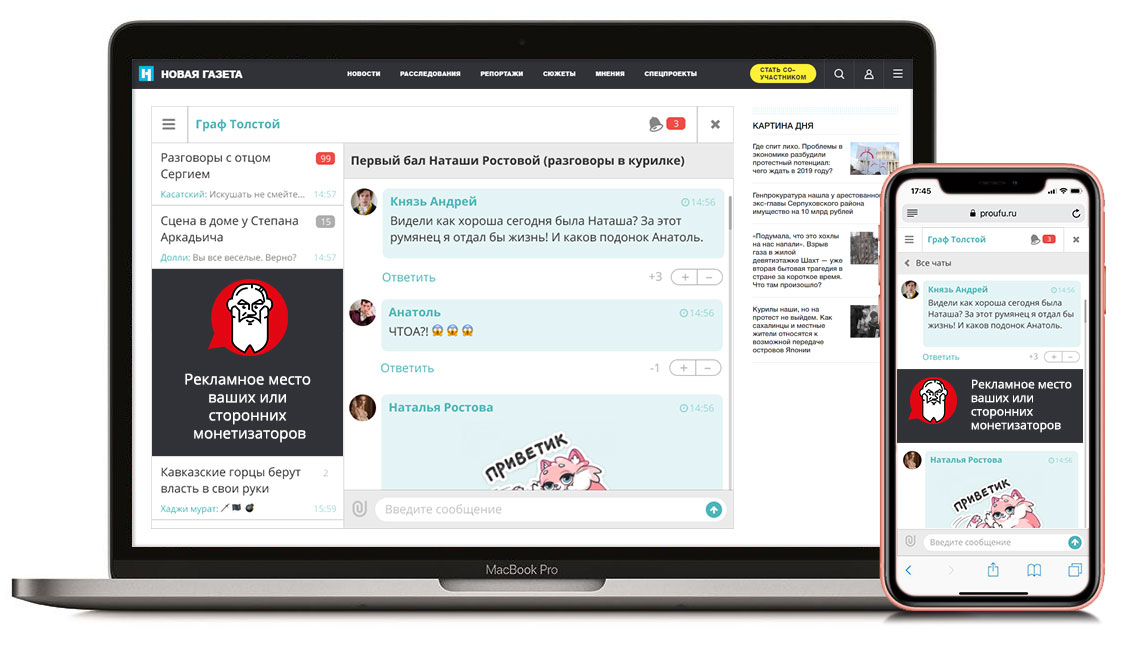 НОВАЯ ГАЗЕТА
НОВОСТИ РАССЛЕДОВАНИЯ РЕПОРТАЖИ СЮЖЕТЫ МНЕНИЯ СПЕЦПРОЕКТЫ
СТАТЬ СО-
УЧАСТНИКОМ
Граф Толстой
3
Разговоры с отцом
Сергием
99
Касатский: Искушать не смейте...
14:57
Сцена в доме у Степана
Аркадьича
15
Долли: Вы все веселые. Верно?
14:57
Рекламное место
ваших или
сторонних
монетизаторов
Кавказские горцы берут
власть в свои руки
2
Хаджи мурат:
15:59
Первый бал Наташи Ростовой (разговоры в курилке)
Князь Андрей
14:56
Видели как хороша сегодня была Наташа? За этот
румянец я отдал бы жизнь! И каков подонок Анатоль.
Ответить
+3
+ −
Анатоль
14:56
ЧТОА?! 😱 😱 😱
Ответить
-1
+ −
Наталья Ростова
14:56
ПРИВЕТИК
Введите сообщение
КАРТИНА ДНЯ
Где спит лихо. Проблемы в
экономике разбудили
протестный потенциал:
чего ждать в 2019 году?
Генпрокуратура нашла у арестованного
экс-главы Серпуховского района
имущество на 10 млрд рублей
«Подумала, что это хохлы
на нас напали». Взрыв
газа в жилой
девятиэтажке Шахт — уже
вторая бытовая трагедия в
стране за короткое время.
Что там произошло?
Курилы наши, но на
протест не выйдем. Как
сахалинцы и местные
жители относятся к
возможной передаче
островов Японии
MacBook Pro
17:45
proufu.ru
Граф Толстой
3
Все чаты
Князь Андрей
14:56
Видели как хороша сегодня была
Наташа? За этот румянец я отдал бы
жизнь! И каков подонок Анатоль.
Ответить
+3
+ −
Рекламное место
ваших или
сторонних
монетизаторов
Наталья Ростова
14:56
ПРИВЕТИК
Введите сообщение